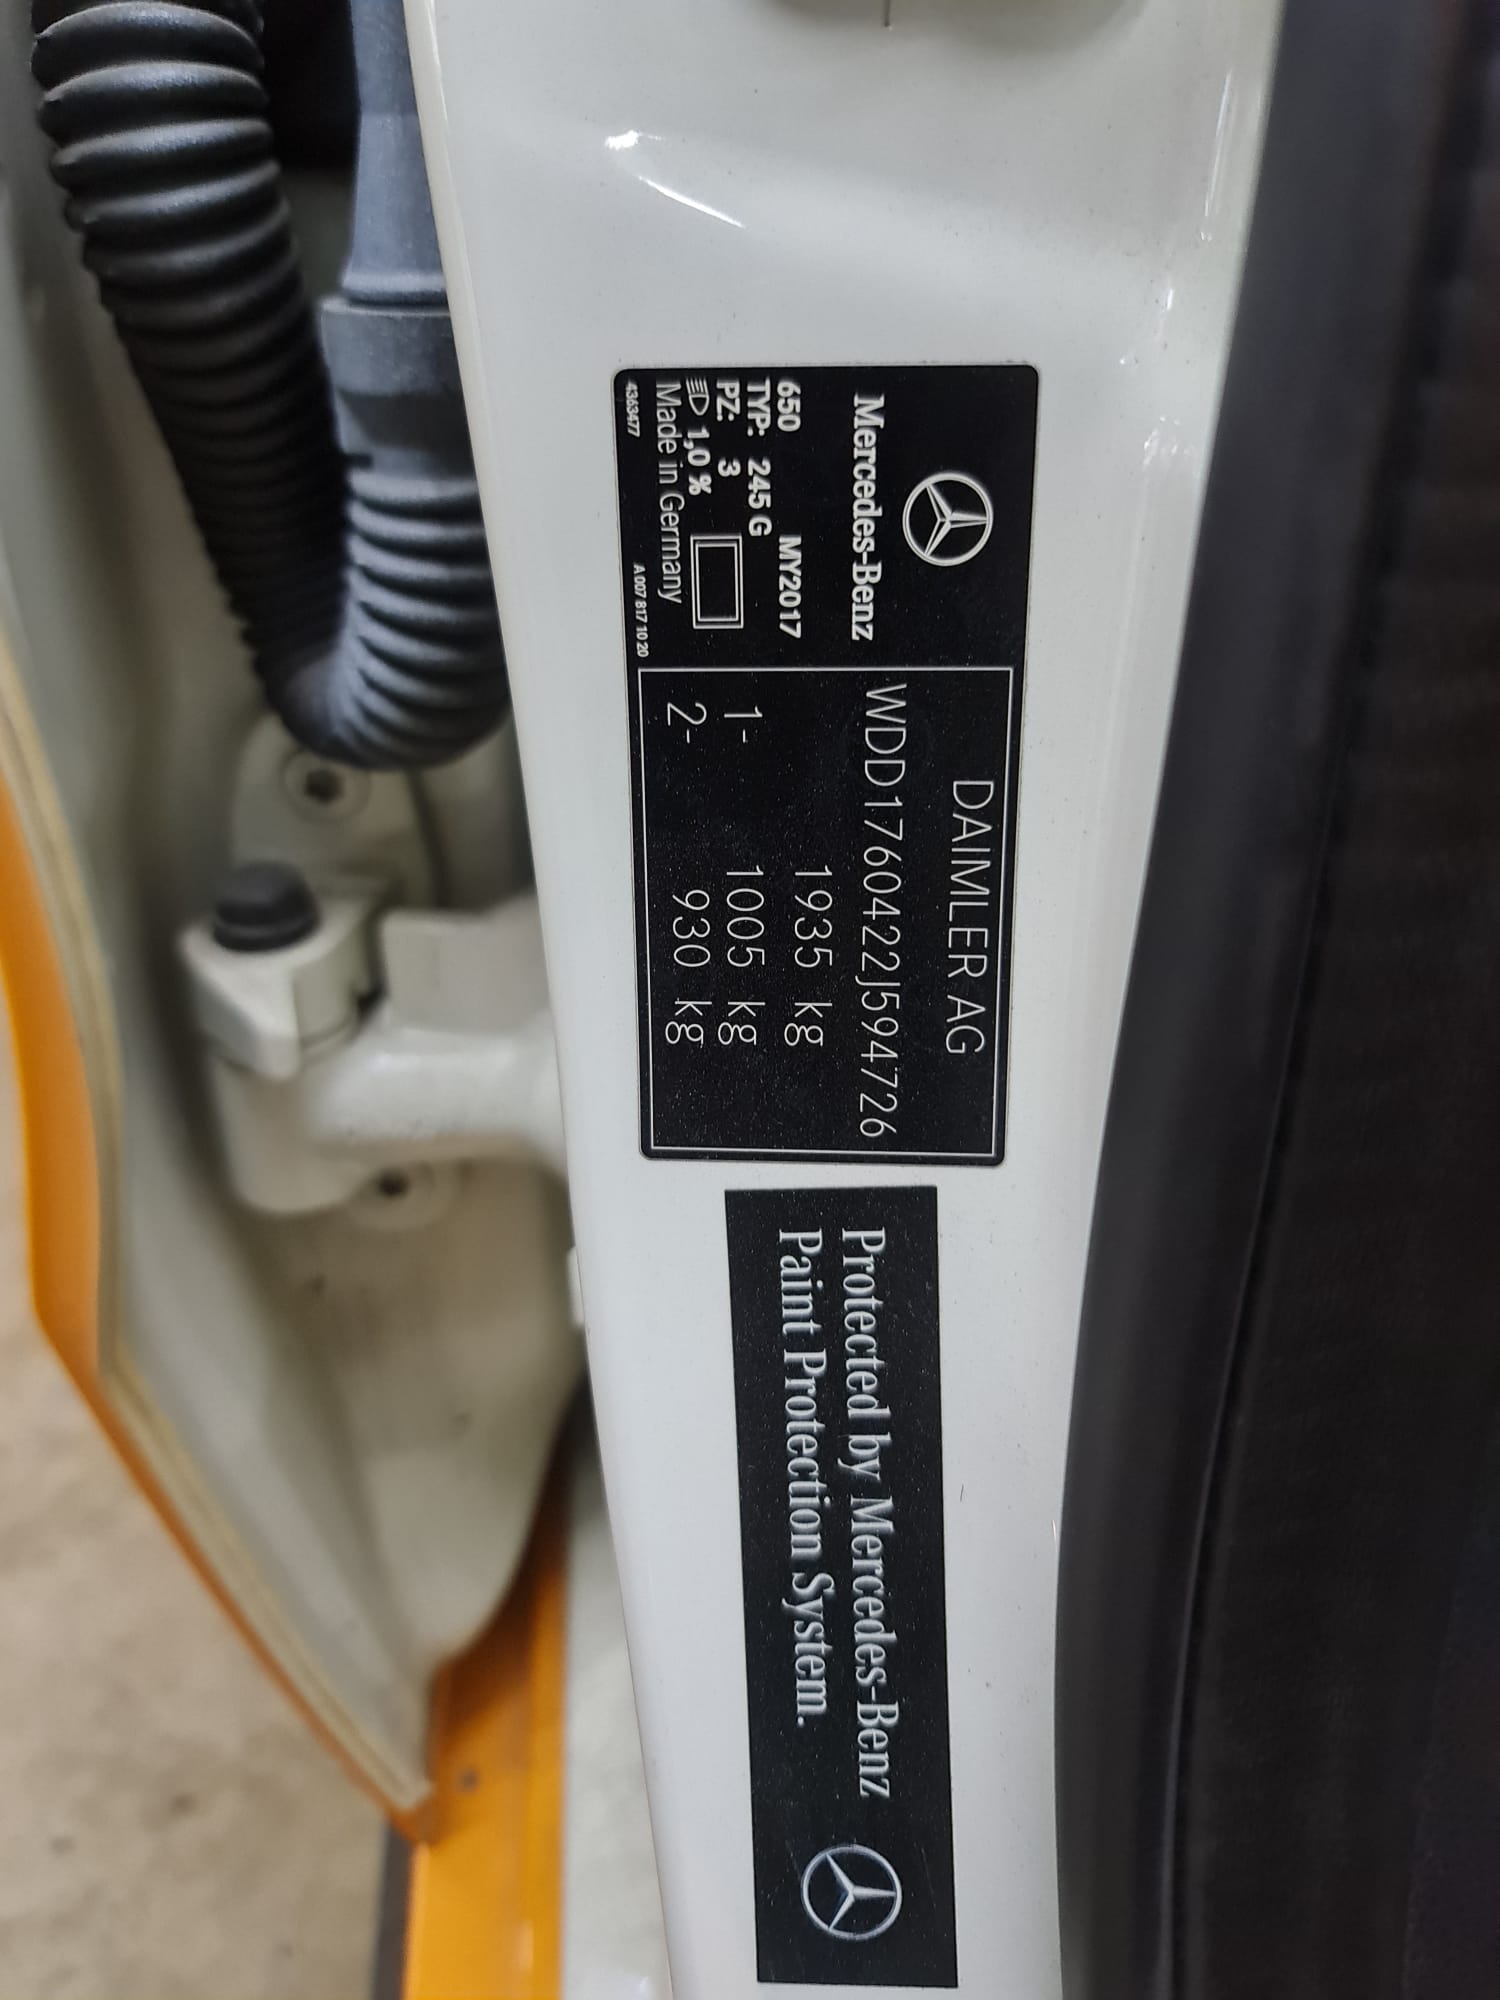 Mercedes-Benz
650 MY2017
TYP: 245 G
PZ: 3
1,0 %
Made in Germany
4363477 A 007 817 10 20
DAIMLER AG
WDD1760422J594726
1935 kg
1- 1005 kg
2- 930 kg
Protected by Mercedes-Benz
Paint Protection System.